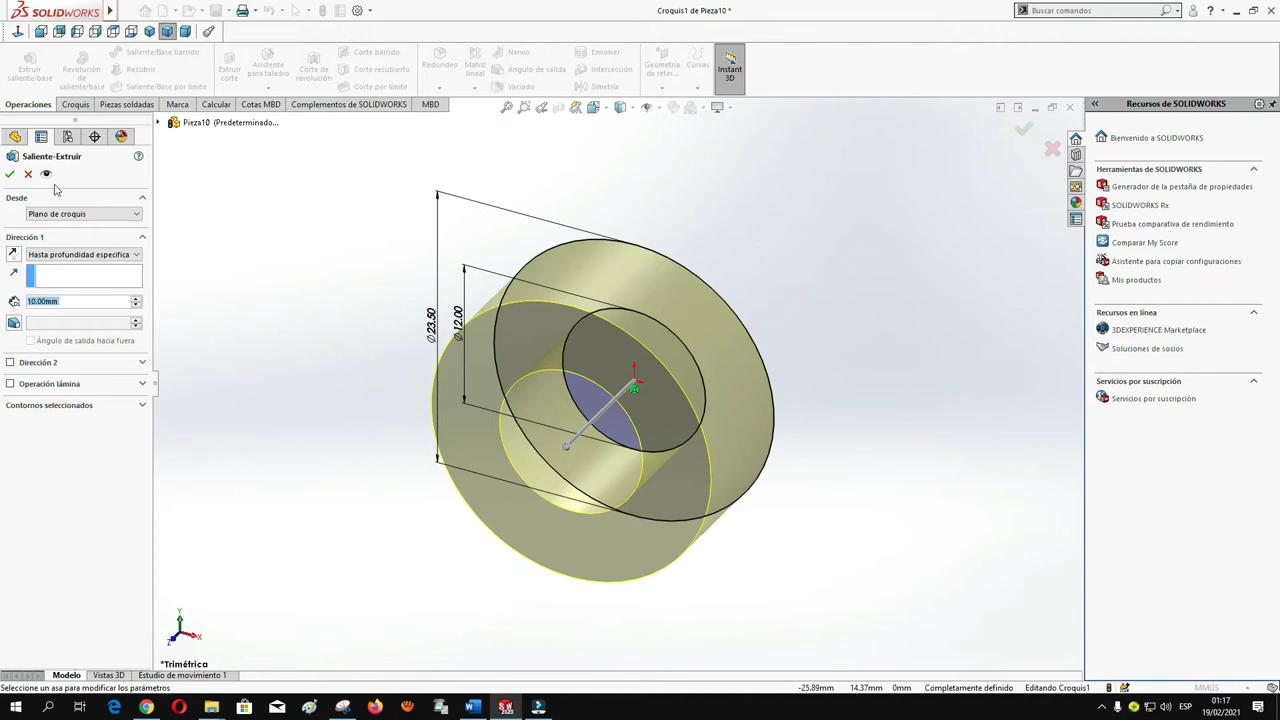 SOLIDWORKS
Croquis1 de Pieza10 *
Buscar comandos
Extruir saliente/base
Revolución de saliente/base
Saliente/Base barrido
Recubrir
Saliente/Base por límite
Extruir corte
Asistente para taladro
Corte de revolución
Corte barrido
Corte recubierto
Corte por límite
Redondeo
Matriz lineal
Nervio
Ángulo de salida
Vaciado
Envolver
Intersección
Simetría
Geometría de refer...
Curvas
Instant 3D
Operaciones
Croquis
Piezas soldadas
Marca
Calcular
Cotas MBD
Complementos de SOLIDWORKS
MBD
Recursos de SOLIDWORKS
Pieza10 (Predeterminado...
Saliente-Extruir
Desde
Plano de croquis
Dirección 1
Hasta profundidad especifica
10.00mm
Ángulo de salida hacia fuera
Dirección 2
Operación lámina
Contornos seleccionados
∅23.50
∅12.00
Y
X
Z
*Trimétrica
Bienvenido a SOLIDWORKS
Herramientas de SOLIDWORKS
Generador de la pestaña de propiedades
SOLIDWORKS Rx
Prueba comparativa de rendimiento
Comparar My Score
Asistente para copiar configuraciones
Mis productos
Recursos en línea
3DEXPERIENCE Marketplace
Soluciones de socios
Servicios por suscripción
Servicios por suscripción
Modelo
Vistas 3D
Estudio de movimiento 1
Seleccione un asa para modificar los parámetros
-25.89mm
14.37mm
0mm
Completamente definido
Editando Croquis1
MMGS
ESP
01:17
19/02/2021